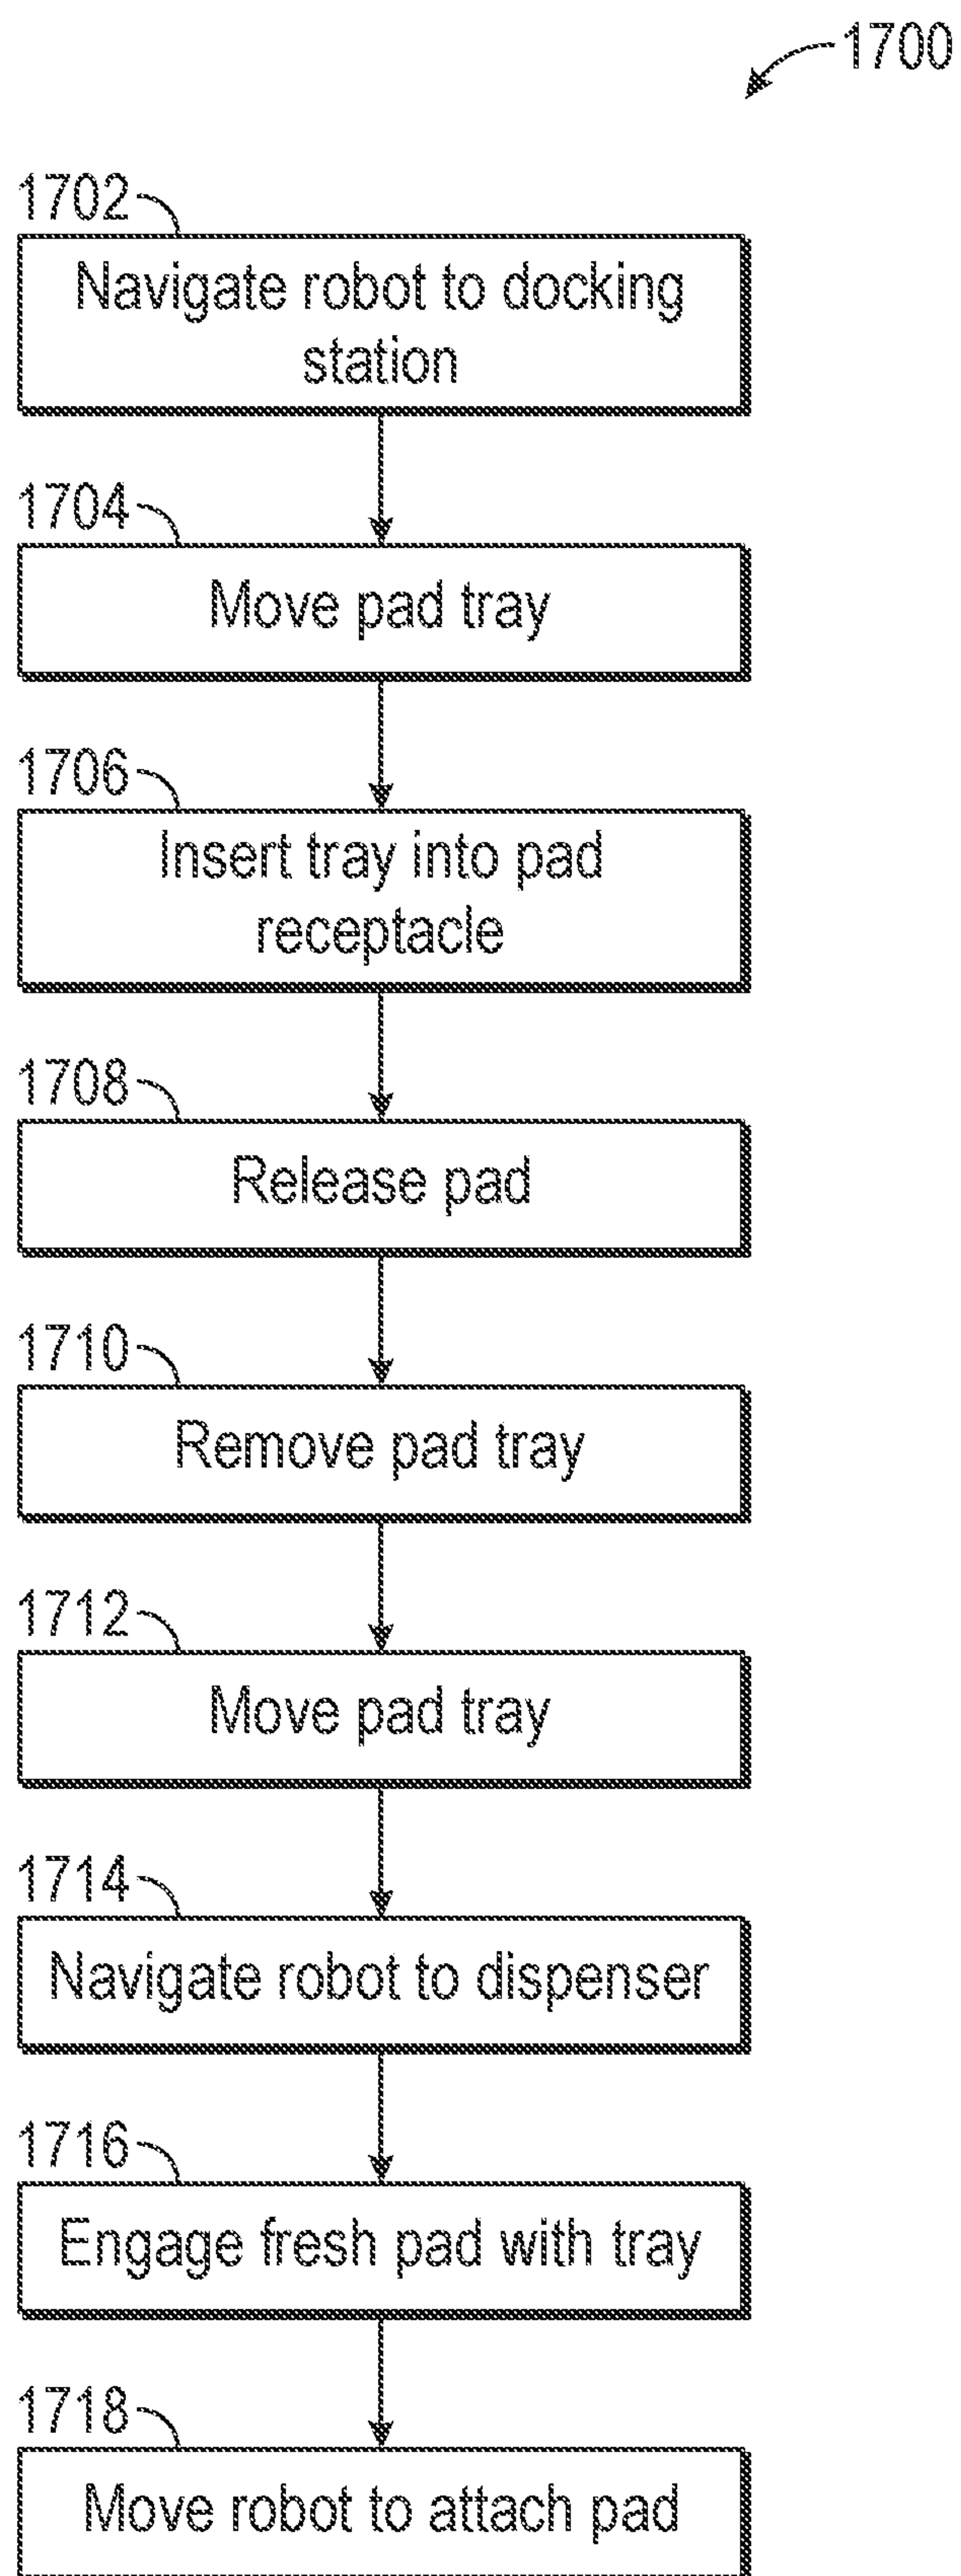 1700
1702
Navigate robot to docking
station
1704
Move pad tray
1706
Insert tray into pad
receptacle
1708
Release pad
1710
Remove pad tray
1712
Move pad tray
1714
Navigate robot to dispenser
1716
Engage fresh pad with tray
1718
Move robot to attach pad